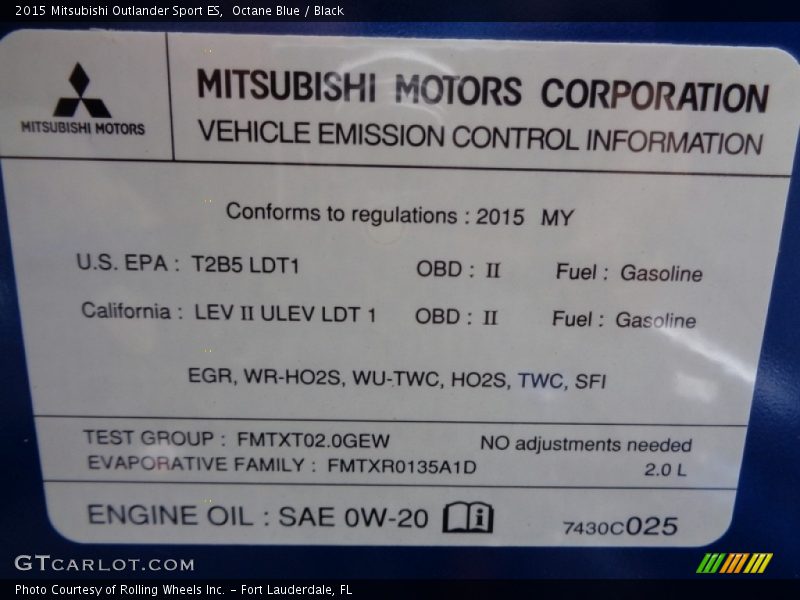 2015 Mitsubishi Outlander Sport ES,  Octane Blue / Black
MITSUBISHI MOTORS CORPORATION
MITSUBISHI MOTORS
VEHICLE EMISSION CONTROL INFORMATION
Conforms to regulations : 2015 MY
U.S. EPA : T2B5 LDT1 OBD : II Fuel : Gasoline
California : LEV II ULEV LDT 1 OBD : II Fuel : Gasoline
EGR, WR-HO2S, WU-TWC, HO2S, TWC, SFI
TEST GROUP : FMTXT02.0GEW NO adjustments needed
EVAPORATIVE FAMILY : FMTXR0135A1D 2.0 L
ENGINE OIL : SAE 0W-20 7430C025
GTCARLOT.COM
Photo Courtesy of Rolling Wheels Inc. – Fort Lauderdale, FL